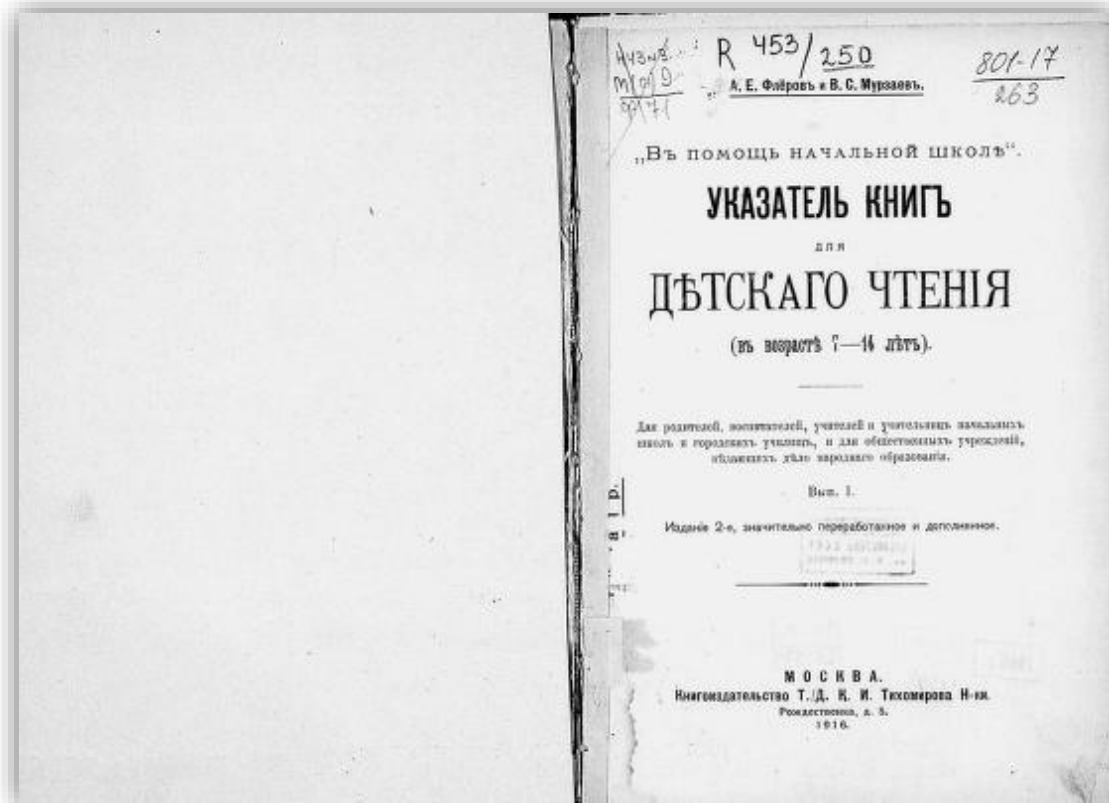 R 453/250
801-17
263
А. Е. Флёровъ и В. С. Мурзаевъ.
„Въ помощь начальной школѣ“.
УКАЗАТЕЛЬ КНИГЪ
для
ДѢТСКАГО ЧТЕНІЯ
(въ возрастѣ 7—14 лѣтъ).
Для родителей, воспитателей, учителей и учительницъ начальныхъ
школъ и городскихъ училищъ, и для общественныхъ учрежденій,
вѣдающихъ дѣло народнаго образованія.
Вып. I.
Изданіе 2-е, значительно переработанное и дополненное.
МОСКВА.
Книгоиздательство Т. Д. К. И. Тихомирова Н-ки.
Рождественка, д. 5.
1916.